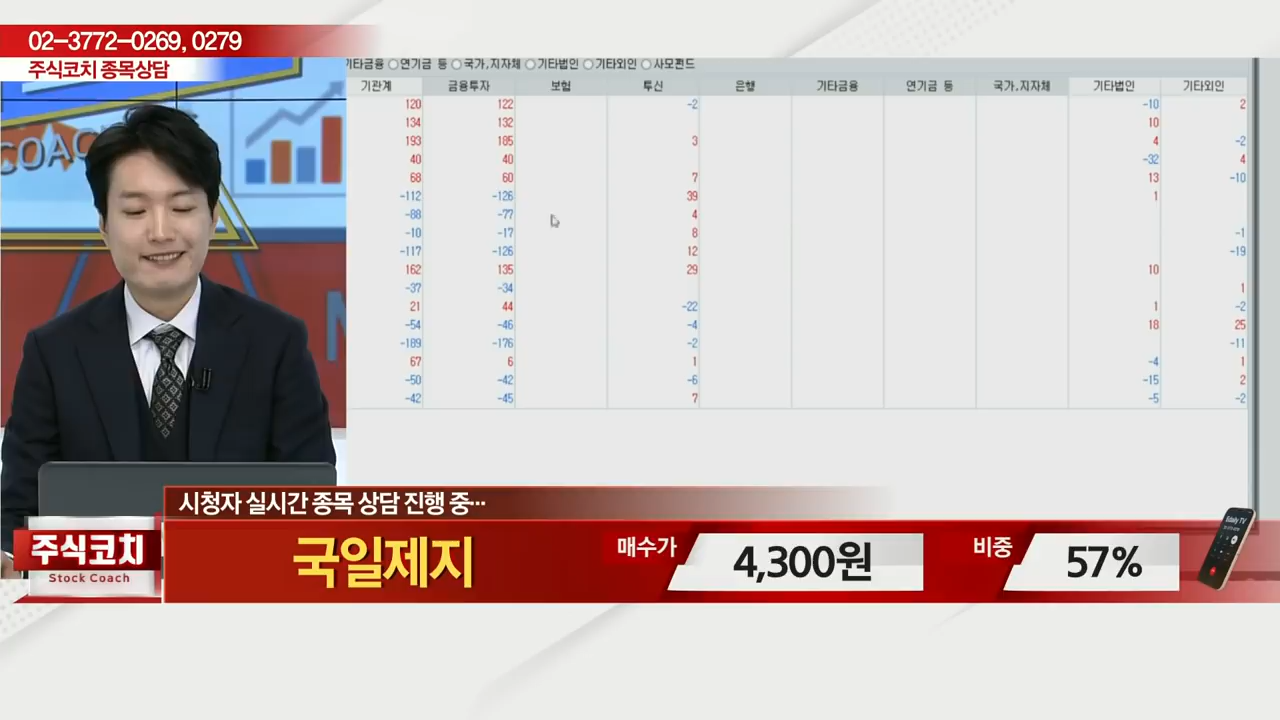 02-3772-0269, 0279
주식코치 종목상담
기타금융 ○연기금 등 ○국가,지자체 ○기타법인 ○기타외인 ○사모펀드
기관계 금융투자 보험 투신 은행 기타금융 연기금 등 국가,지자체 기타법인 기타외인
120 122 -2 -10 2
134 132 10
193 185 3 4 -2
40 40 -32 4
68 60 7 13 -10
-112 -126 39 1
-88 -77 4
-10 -17 8 -1
-117 -126 12 -19
162 135 29 10
-37 -34 1
21 44 -22 1 -2
-54 -46 -4 18 25
-189 -176 -2 -11
67 6 1 -4 1
-50 -42 -6 -15 2
-42 -45 7 -5 -2
시청자 실시간 종목 상담 진행 중...
주식코치
Stock Coach
국일제지
매수가 4,300원
비중 57%
Edaily TV